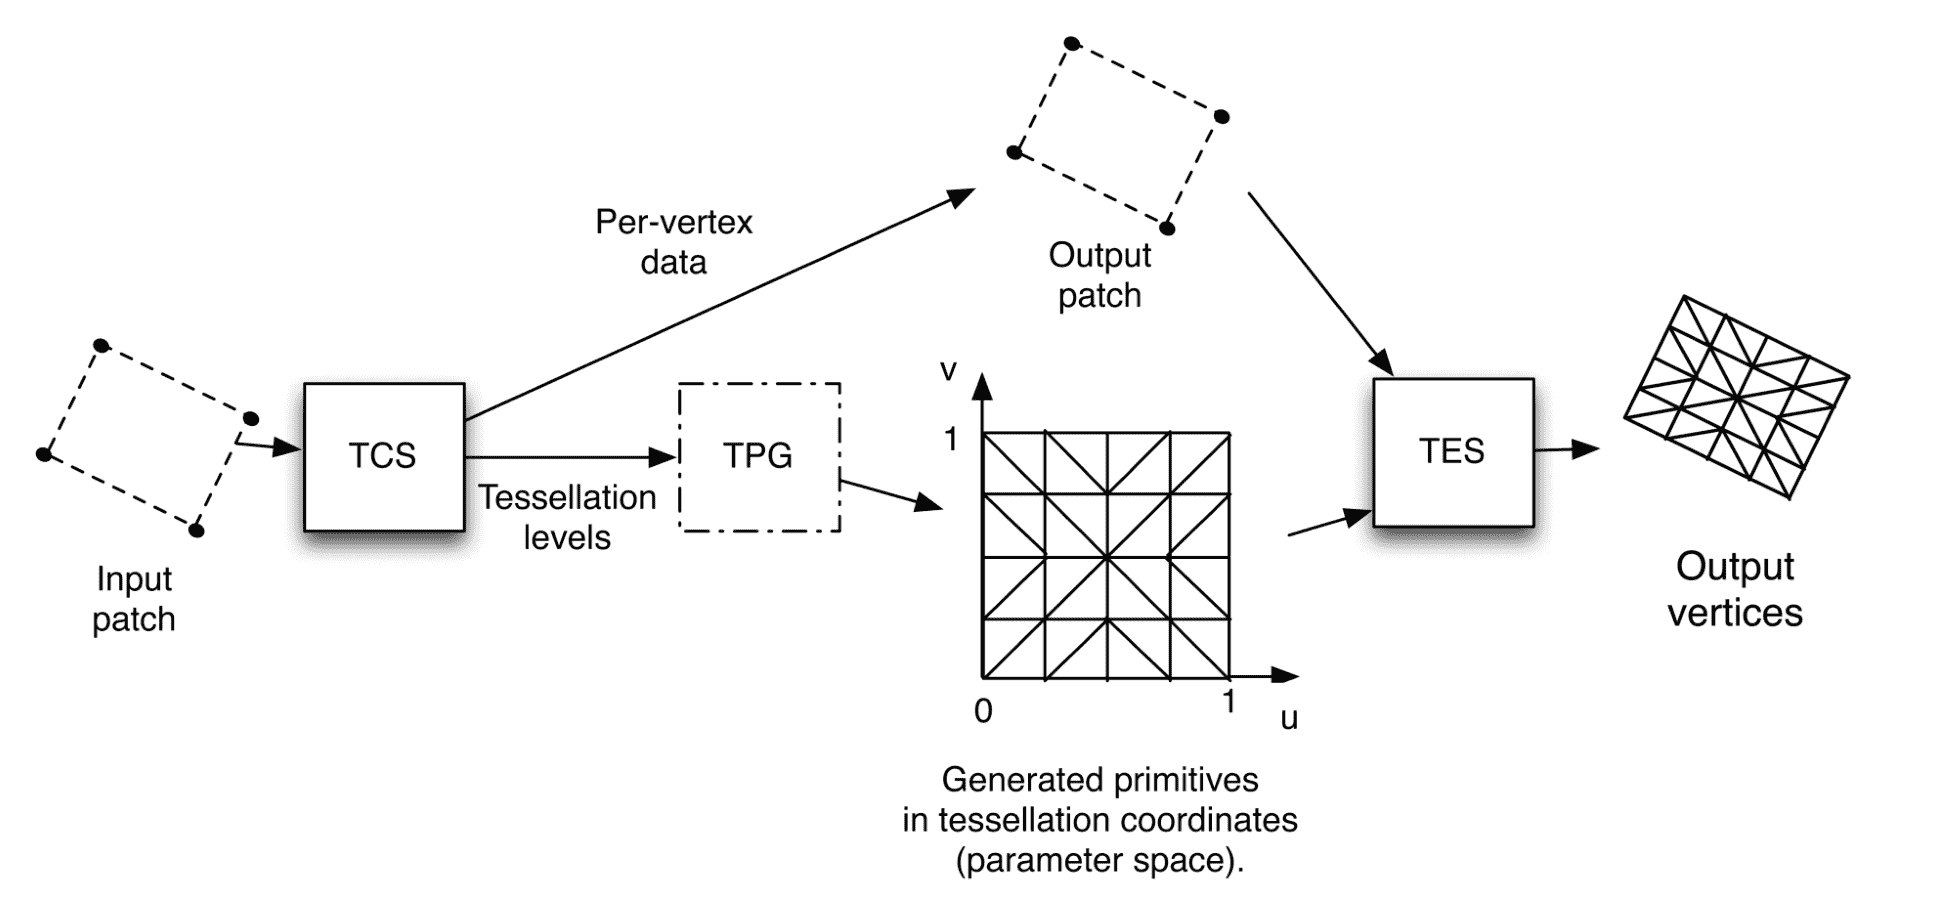 Per-vertex
data
Output
patch
Input
patch
TCS
Tessellation
levels
TPG
v
1
0
1
u
Generated primitives
in tessellation coordinates
(parameter space).
TES
Output
vertices